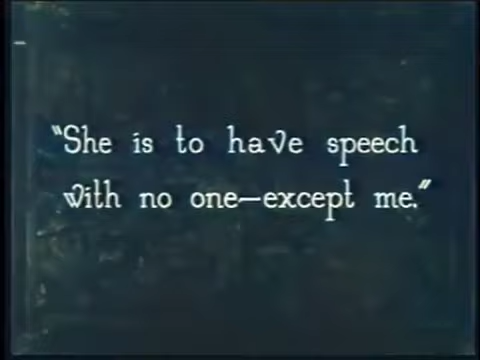 “She is to have speech
with no one—except me.”